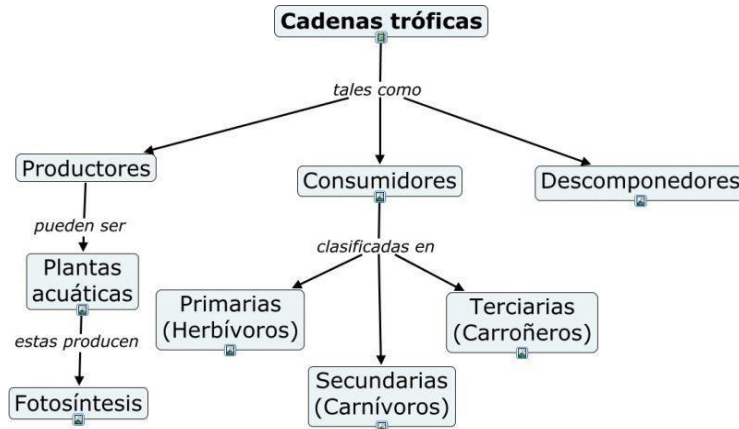 Cadenas tróficas
tales como
Productores
Consumidores
Descomponedores
pueden ser
clasificadas en
Plantas
acuáticas
Primarias
(Herbívoros)
Terciarias
(Carroñeros)
estas producen
Secundarias
(Carnívoros)
Fotosíntesis